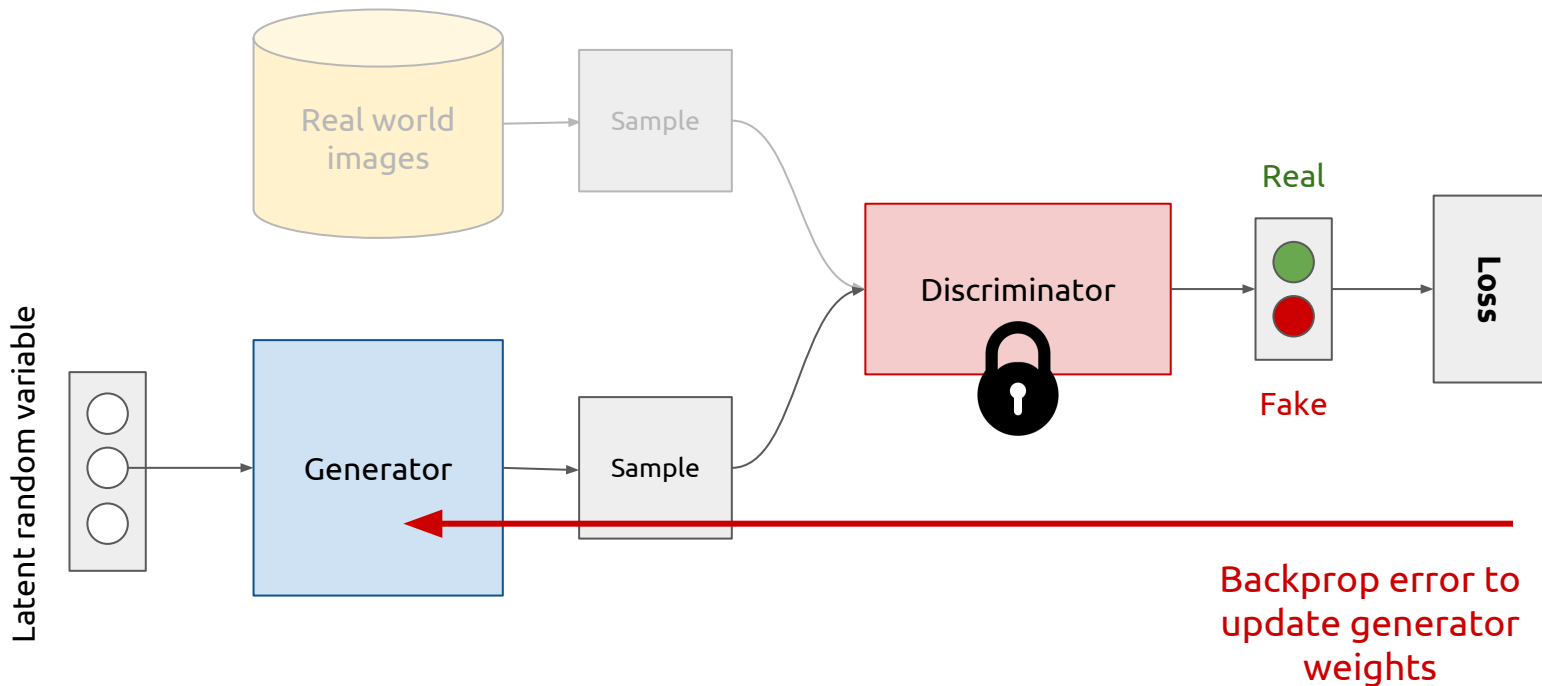 Real world
images
Sample
Real
Discriminator
Loss
Fake
Latent random variable
Generator
Sample
Backprop error to
update generator
weights